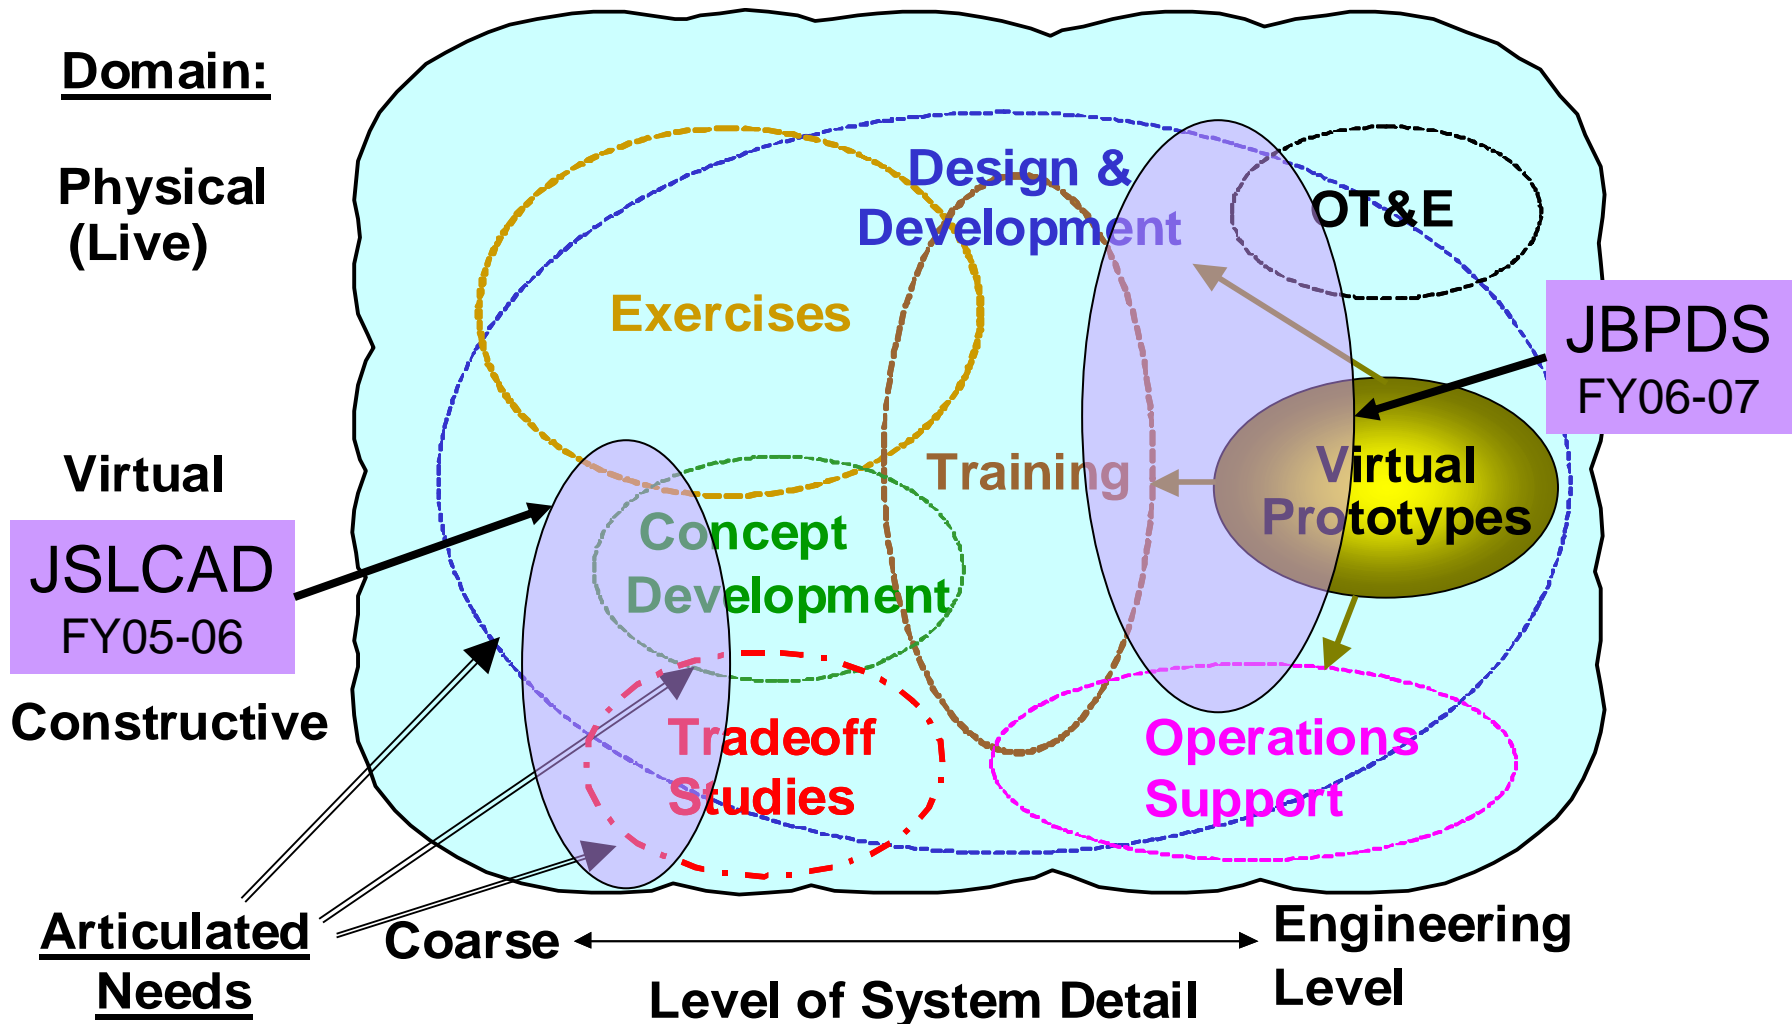 Domain:
Physical
(Live)
Design &
Development
OT&E
Exercises
JBPDS
FY06-07
Virtual
Training
Virtual
Prototypes
JSLCAD
FY05-06
Concept
Development
Constructive
Tradeoff
Studies
Operations
Support
Articulated
Needs
Coarse
Engineering
Level
Level of System Detail